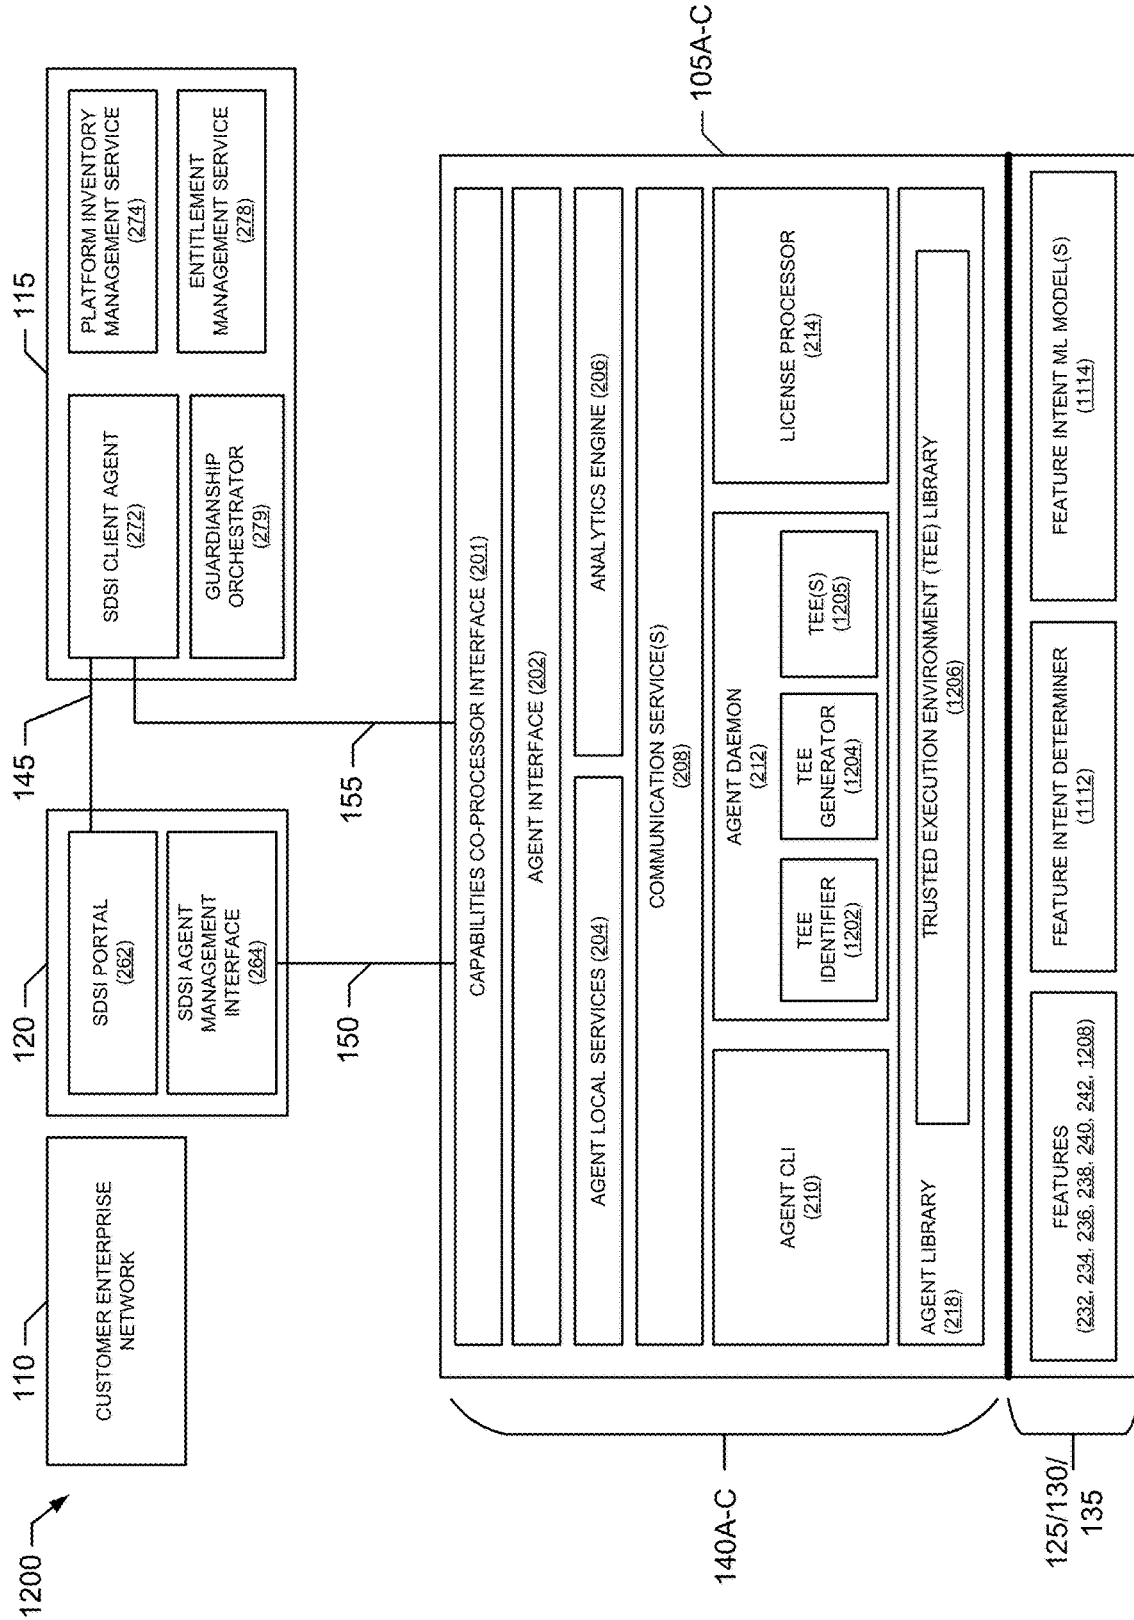 1200
110
CUSTOMER ENTERPRISE
NETWORK
120
SDSI PORTAL
(262)
SDSI AGENT
MANAGEMENT
INTERFACE
(264)
145
115
SDSI CLIENT AGENT
(272)
PLATFORM INVENTORY
MANAGEMENT SERVICE
(274)
GUARDIANSHIP
ORCHESTRATOR
(279)
ENTITLEMENT
MANAGEMENT SERVICE
(278)
150
155
105A-C
140A-C
CAPABILITIES CO-PROCESSOR INTERFACE (201)
AGENT INTERFACE (202)
AGENT LOCAL SERVICES (204)
ANALYTICS ENGINE (206)
COMMUNICATION SERVICE(S)
(208)
AGENT CLI
(210)
AGENT DAEMON
(212)
TEE
IDENTIFIER
(1202)
TEE
GENERATOR
(1204)
TEE(S)
(1205)
LICENSE PROCESSOR
(214)
AGENT LIBRARY
(218)
TRUSTED EXECUTION ENVIRONMENT (TEE) LIBRARY
(1206)
125/130/
135
FEATURES
(232, 234, 236, 238, 240, 242, 1208)
FEATURE INTENT DETERMINER
(1112)
FEATURE INTENT ML MODEL(S)
(1114)